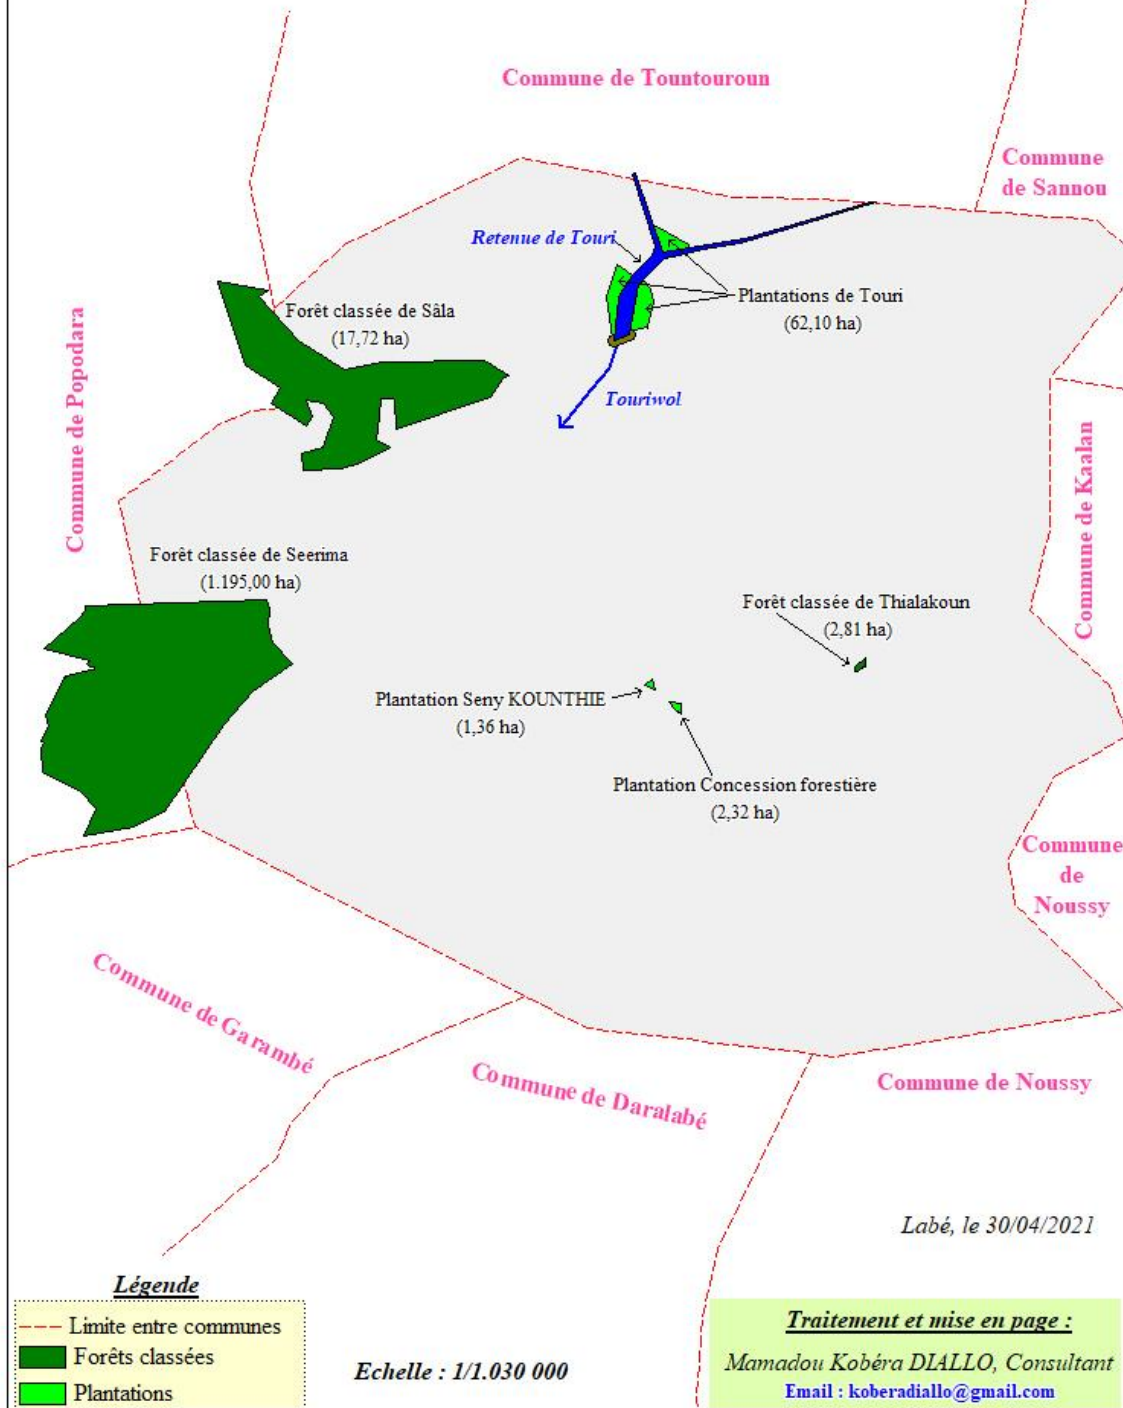 Commune de Tountouroun
Commune
de Sannou
Retenue de Touri
Plantations de Touri
(62,10 ha)
Forêt classée de Sâla
(17,72 ha)
Touriwol
Commune de Popodara
Commune de Kaalan
Forêt classée de Seerima
(1.195,00 ha)
Forêt classée de Thialakoun
(2,81 ha)
Plantation Seny KOUNTHIE
(1,36 ha)
Plantation Concession forestière
(2,32 ha)
Commune
de
Noussy
Commune de Garambé
Commune de Daralabé
Commune de Noussy
Labé, le 30/04/2021
Légende
Limite entre communes
Forêts classées
Plantations
Echelle : 1/1.030 000
Traitement et mise en page :
Mamadou Kobéra DIALLO, Consultant
Email : koberadiallo@gmail.com